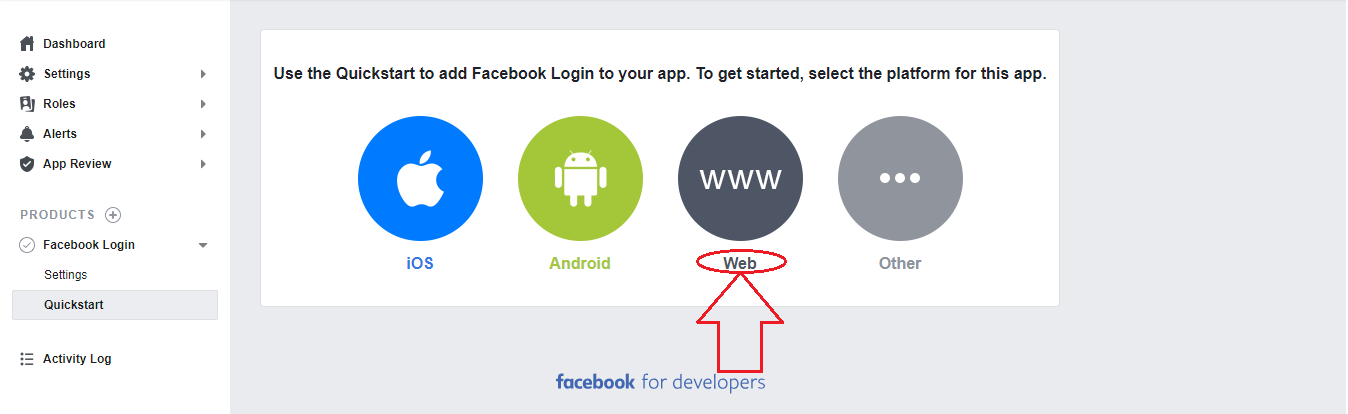 Dashboard
Settings
Roles
Alerts
App Review
PRODUCTS
Facebook Login
Settings
Quickstart
Activity Log
Use the Quickstart to add Facebook Login to your app. To get started, select the platform for this app.
www
iOS
Android
Web
Other
facebook for developers